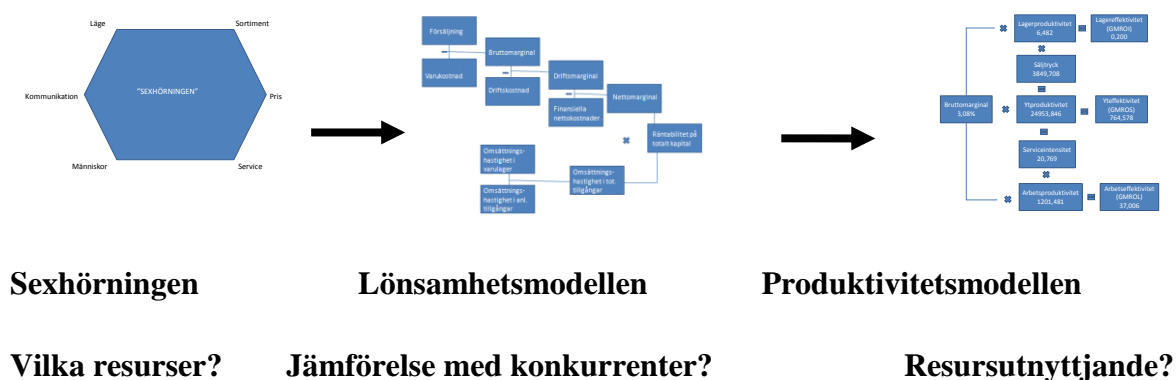 Läge
Sortiment
Kommunikation
"SEXHÖRNINGEN"
Pris
Människor
Service
Försäljning
Varukostnad
Bruttomarginal
Driftskostnad
Driftsmarginal
Finansiella
nettokostnader
Nettomarginal
Räntabilitet på
totalt kapital
Omsättnings-
hastighet i
varulager
Omsättnings-
hastighet i anl.
tillgångar
Omsättnings-
hastighet i tot.
tillgångar
Bruttomarginal
3,08%
Lagerproduktivitet
6,482
Lagereffektivitet
(GMROI)
0,200
Säljtryck
3849,708
Ytproduktivitet
24953,846
Yteffektivitet
(GMROS)
764,578
Serviceintensitet
20,769
Arbetsproduktivitet
1201,481
Arbetseffektivitet
(GMROL)
37,006
Sexhörningen Lönsamhetsmodellen Produktivitetsmodellen
Vilka resurser? Jämförelse med konkurrenter? Resursutnyttjande?